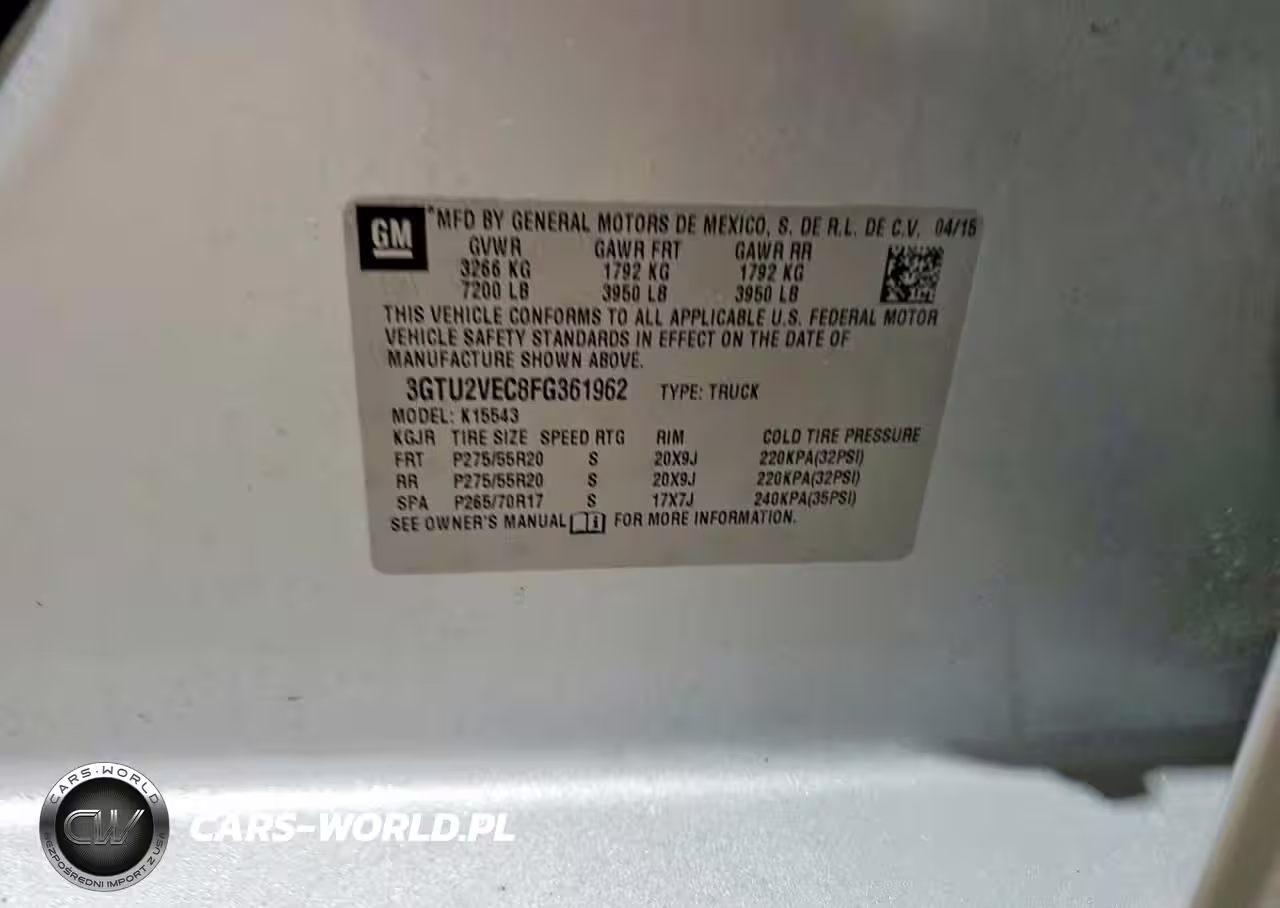 GM
*MFD BY GENERAL MOTORS DE MEXICO, S. DE R.L. DE C.V. 04/15
GVWR GAWR FRT GAWR RR
3266 KG 1792 KG 1792 KG
7200 LB 3950 LB 3950 LB
THIS VEHICLE CONFORMS TO ALL APPLICABLE U.S. FEDERAL MOTOR
VEHICLE SAFETY STANDARDS IN EFFECT ON THE DATE OF
MANUFACTURE SHOWN ABOVE.
3GTU2VEC8FG361962 TYPE: TRUCK
MODEL: K15543
KGJR TIRE SIZE SPEED RTG RIM COLD TIRE PRESSURE
FRT P275/55R20 S 20X9J 220KPA(32PSI)
RR P275/55R20 S 20X9J 220KPA(32PSI)
SPA P265/70R17 S 17X7J 240KPA(35PSI)
SEE OWNER'S MANUAL i FOR MORE INFORMATION.
CARS-WORLD
CW
BEZPOŚREDNI IMPORT Z USA
CARS-WORLD.PL